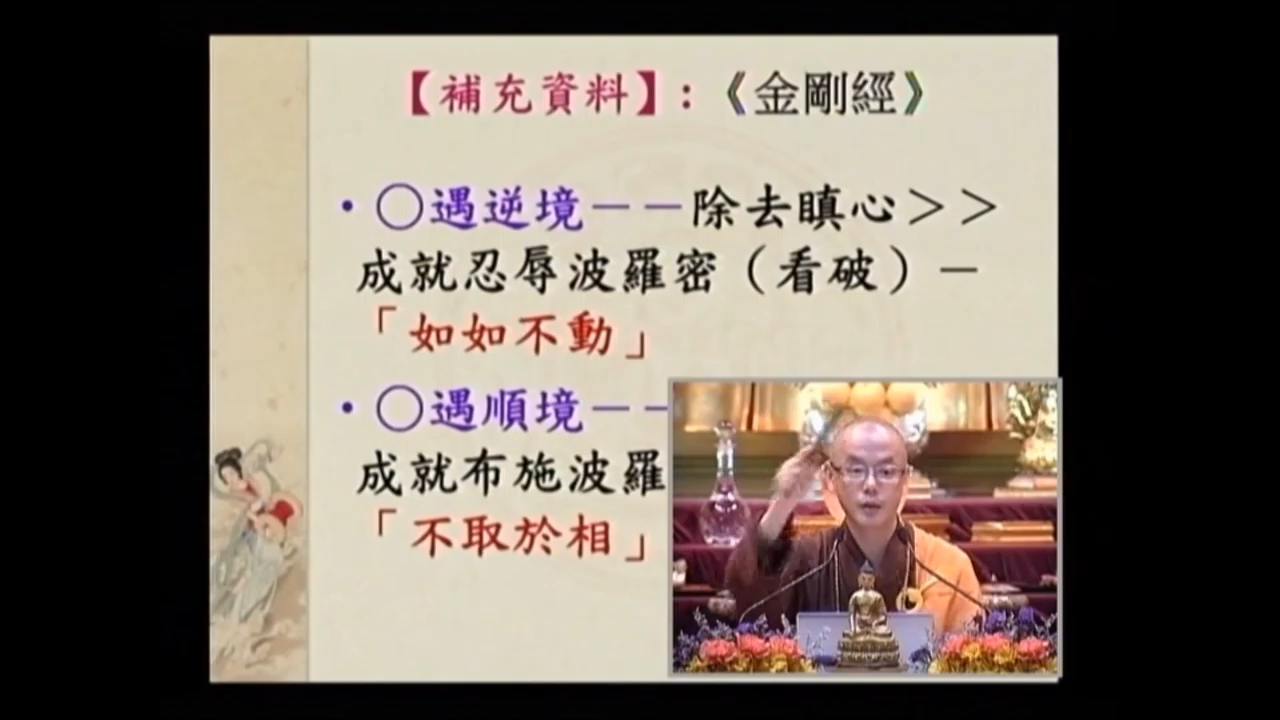 【補充資料】:《金剛經》
•○遇逆境－－除去瞋心＞＞
成就忍辱波羅密（看破）－
「如如不動」
•○遇順境－－
成就布施波羅
「不取於相」